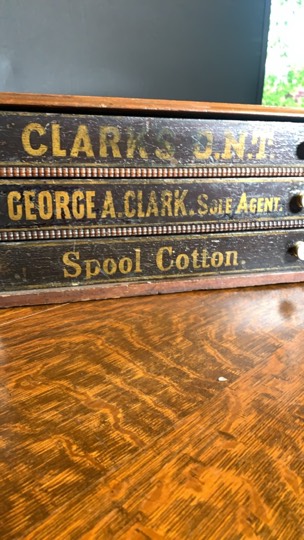 CLARK'S O.N.T.
GEORGE A. CLARK. SOLE AGENT.
Spool Cotton.